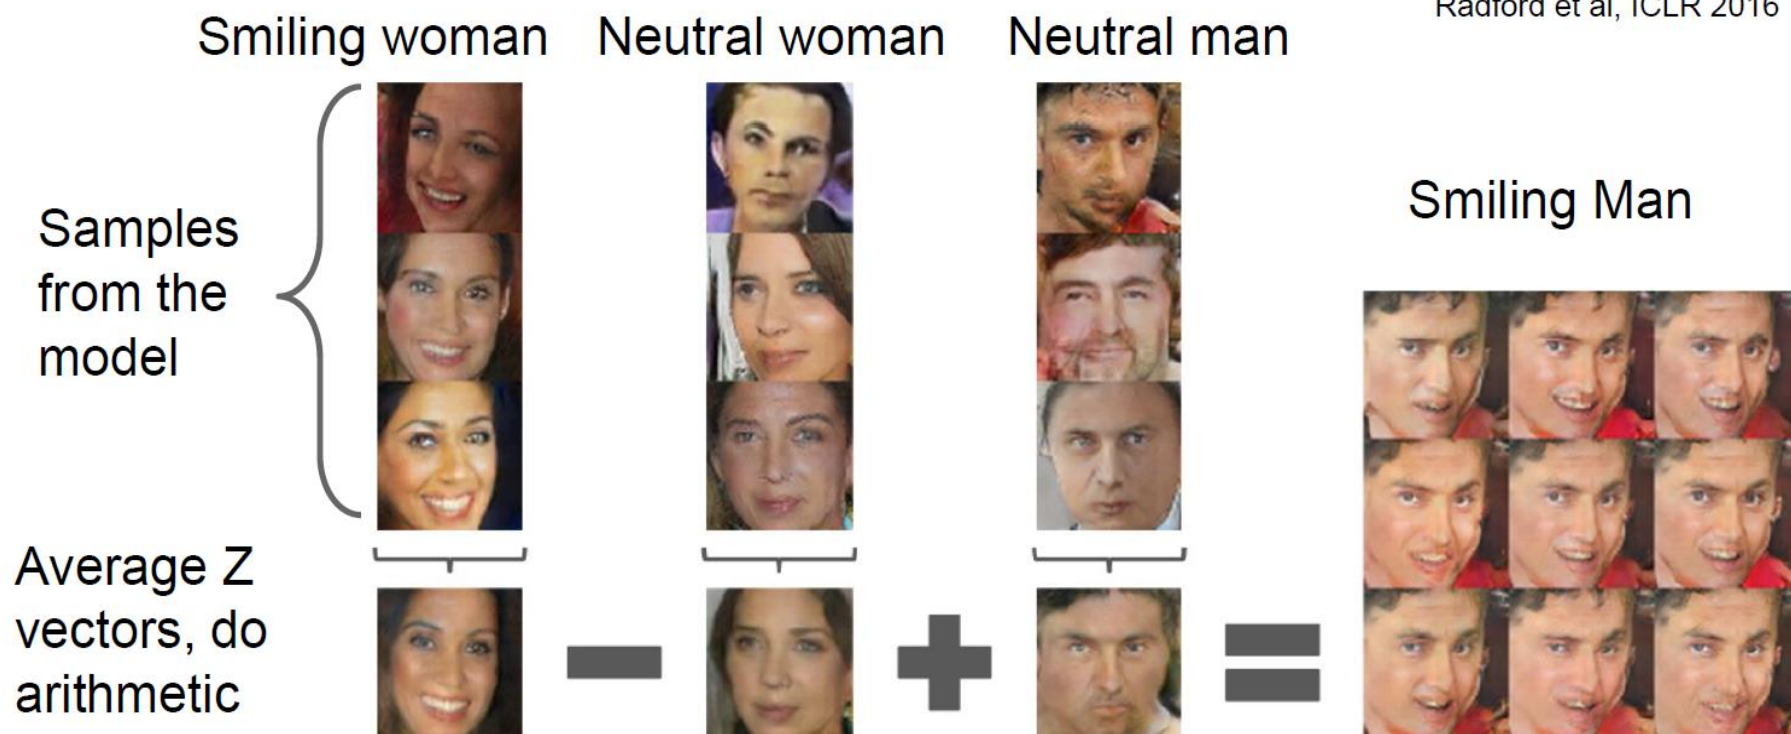 Radford et al, ICLR 2016
Smiling woman
Neutral woman
Neutral man
Samples
from the
model
Smiling Man
Average Z
vectors, do
arithmetic